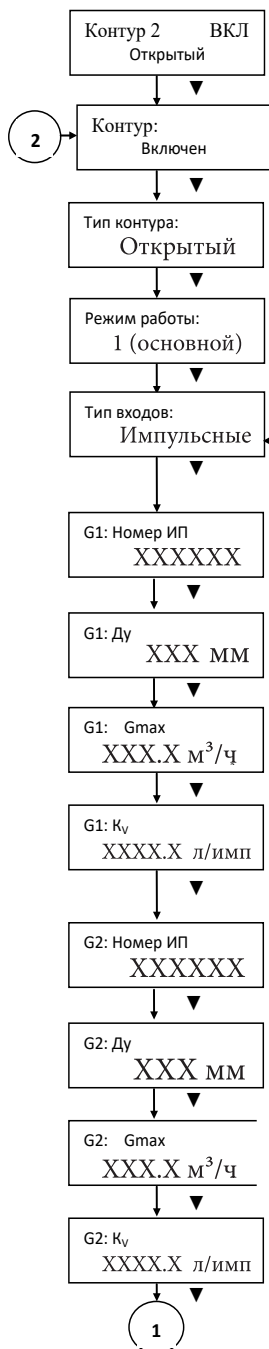 Контур 2 ВКЛ
Открытый
▼
2
Контур:
Включен
▼
Тип контура:
Открытый
▼
Режим работы:
1 (основной)
▼
Тип входов:
Импульсные
▼
G1: Номер ИП
XXXXXX
▼
G1: Ду
XXX мм
▼
G1: Gmax
XXX.X м³/ч
▼
G1: Kᵥ
XXXX.X л/имп
▼
G2: Номер ИП
XXXXXX
▼
G2: Ду
XXX мм
▼
G2: Gmax
XXX.X м³/ч
▼
G2: Kᵥ
XXXX.X л/имп
▼
1